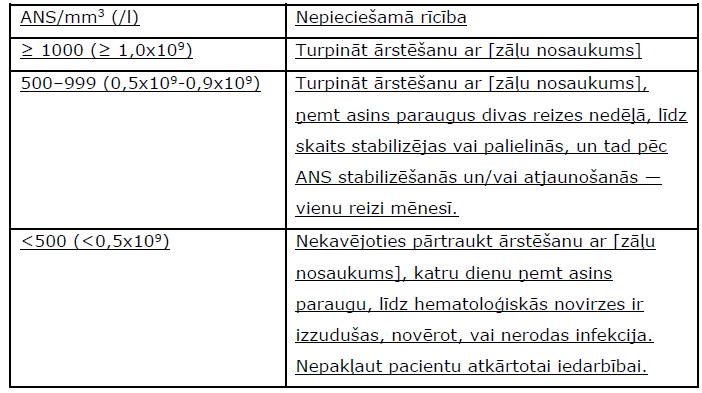 ANS/mm³ (/l) Nepieciešamā rīcība
≥ 1000 (≥ 1,0x10⁹) Turpināt ārstēšanu ar [zāļu nosaukums]
500–999 (0,5x10⁹-0,9x10⁹) Turpināt ārstēšanu ar [zāļu nosaukums],
ņemt asins paraugus divas reizes nedēļā, līdz
skaits stabilizējas vai palielinās, un tad pēc
ANS stabilizēšanās un/vai atjaunošanās —
vienu reizi mēnesī.
<500 (<0,5x10⁹) Nekavējoties pārtraukt ārstēšanu ar [zāļu
nosaukums], katru dienu ņemt asins
paraugu, līdz hematoloģiskās novirzes ir
izzudušas, novērot, vai nerodas infekcija.
Nepakļaut pacientu atkārtotai iedarbībai.